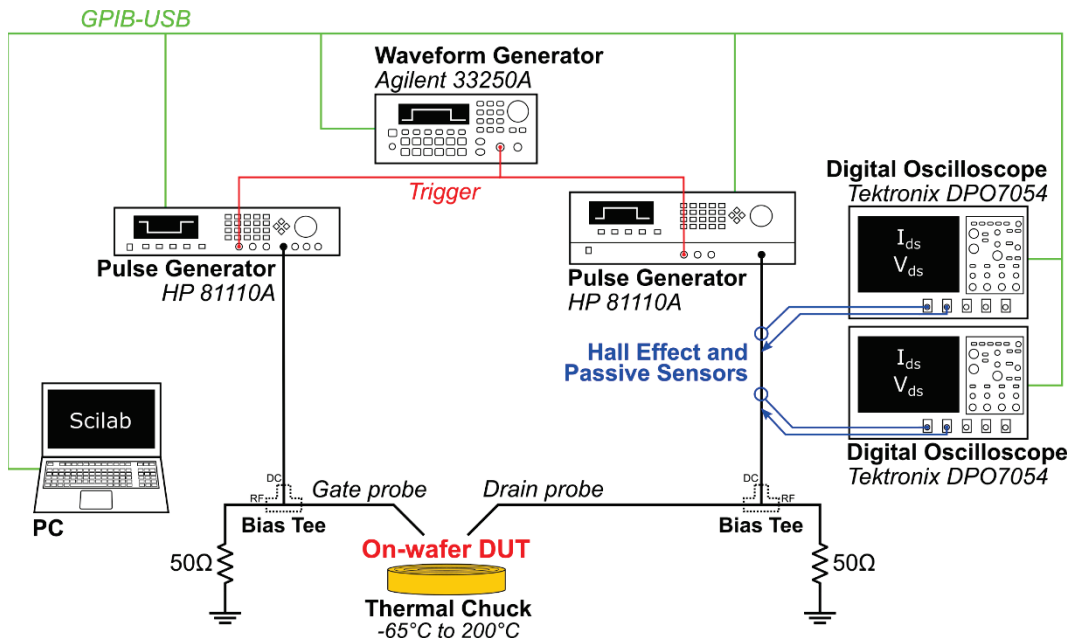 GPIB-USB
Waveform Generator
Agilent 33250A
Trigger
Pulse Generator
HP 81110A
Pulse Generator
HP 81110A
Digital Oscilloscope
Tektronix DPO7054
Ids
Vds
Hall Effect and
Passive Sensors
Ids
Vds
Digital Oscilloscope
Tektronix DPO7054
Scilab
PC
DC
RF
Bias Tee
Gate probe
Drain probe
DC
RF
Bias Tee
50Ω
On-wafer DUT
50Ω
Thermal Chuck
-65°C to 200°C